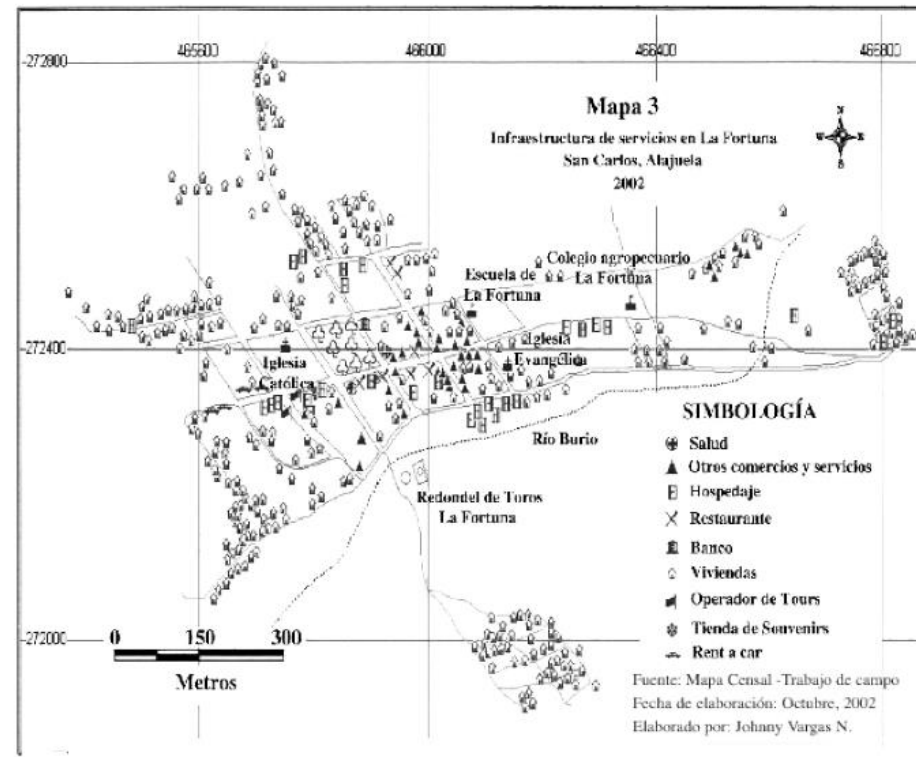 465600 466000 466400 466800
272800
Mapa 3
Infraestructura de servicios en La Fortuna
San Carlos, Alajuela
2002
N
W E
S
Colegio agropecuario
La Fortuna
Escuela de
La Fortuna
272400
Iglesia
Evangélica
Iglesia
Católica
SIMBOLOGÍA
Río Burio
Salud
Otros comercios y servicios
Hospedaje
Redondel de Toros
La Fortuna
Restaurante
Banco
Viviendas
Operador de Tours
Tienda de Souvenirs
Rent a car
272000
0 150 300
Metros
Fuente: Mapa Censal -Trabajo de campo
Fecha de elaboración: Octubre, 2002
Elaborado por: Johnny Vargas N.